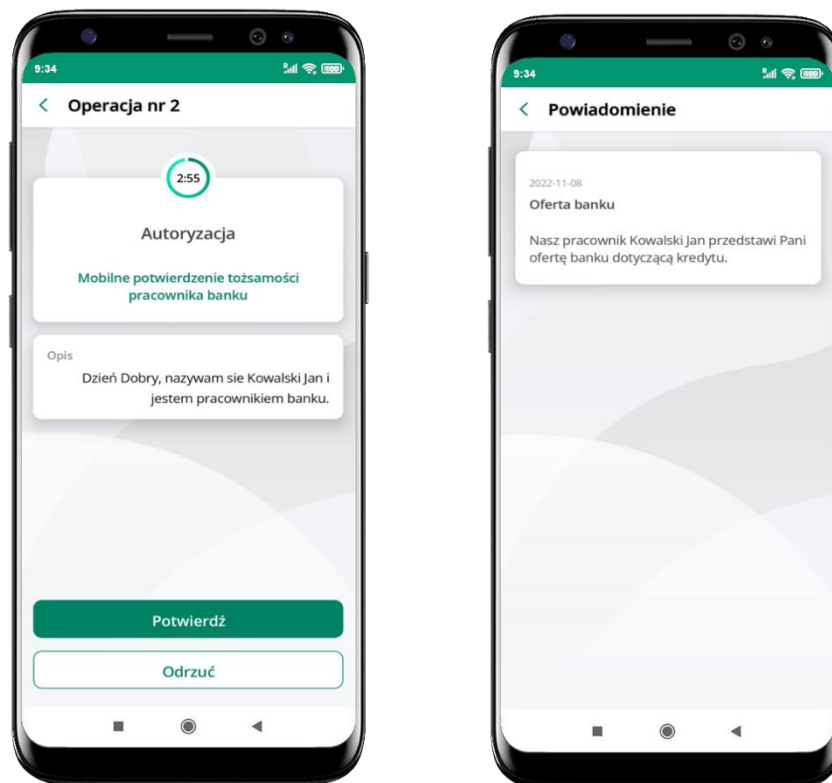 9:34
Operacja nr 2
2:55
Autoryzacja
Mobilne potwierdzenie tożsamości
pracownika banku
Opis
Dzień Dobry, nazywam sie Kowalski Jan i
jestem pracownikiem banku.
Potwierdź
Odrzuć
9:34
Powiadomienie
2022-11-08
Oferta banku
Nasz pracownik Kowalski Jan przedstawi Pani
ofertę banku dotyczącą kredytu.